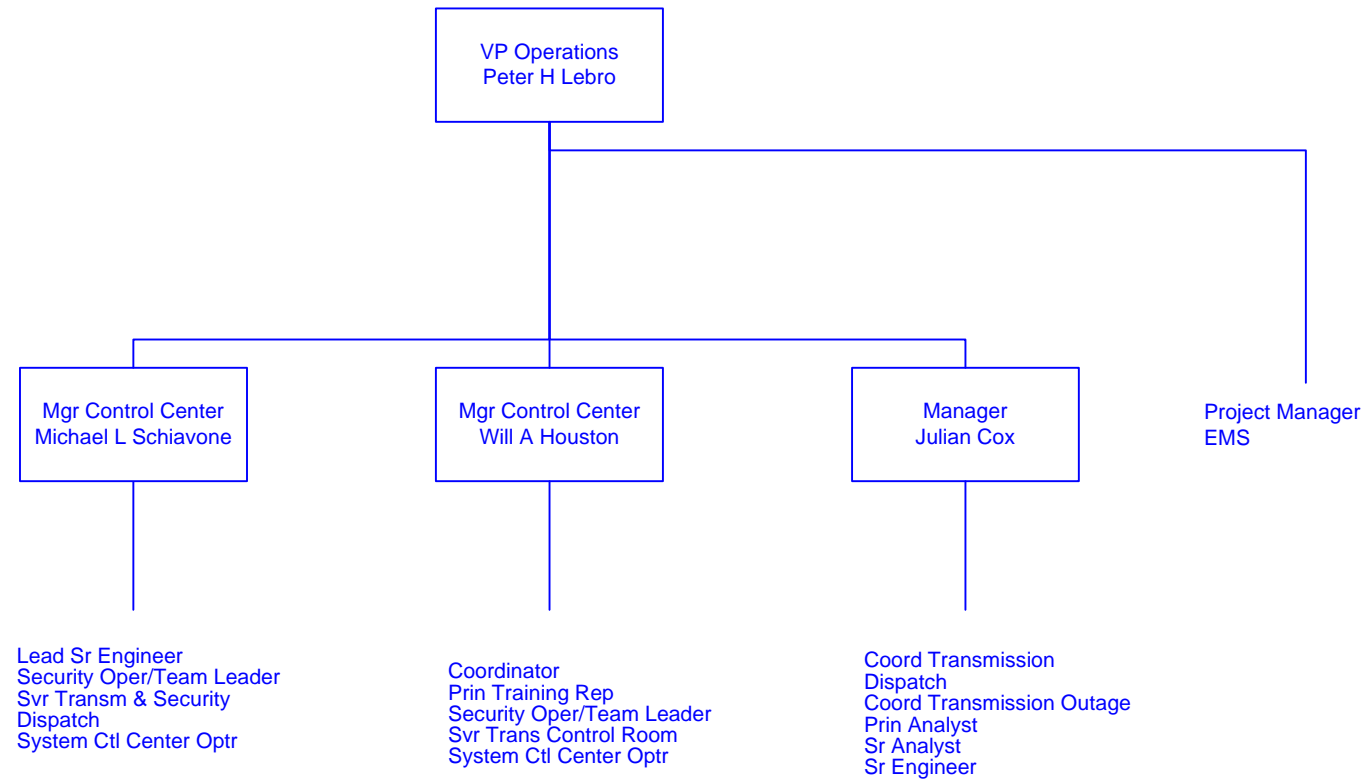 VP Operations
Peter H Lebro
Mgr Control Center
Michael L Schiavone
Mgr Control Center
Will A Houston
Manager
Julian Cox
Project Manager
EMS
Lead Sr Engineer
Security Oper/Team Leader
Svr Transm & Security
Dispatch
System Ctl Center Optr
Coordinator
Prin Training Rep
Security Oper/Team Leader
Svr Trans Control Room
System Ctl Center Optr
Coord Transmission
Dispatch
Coord Transmission Outage
Prin Analyst
Sr Analyst
Sr Engineer